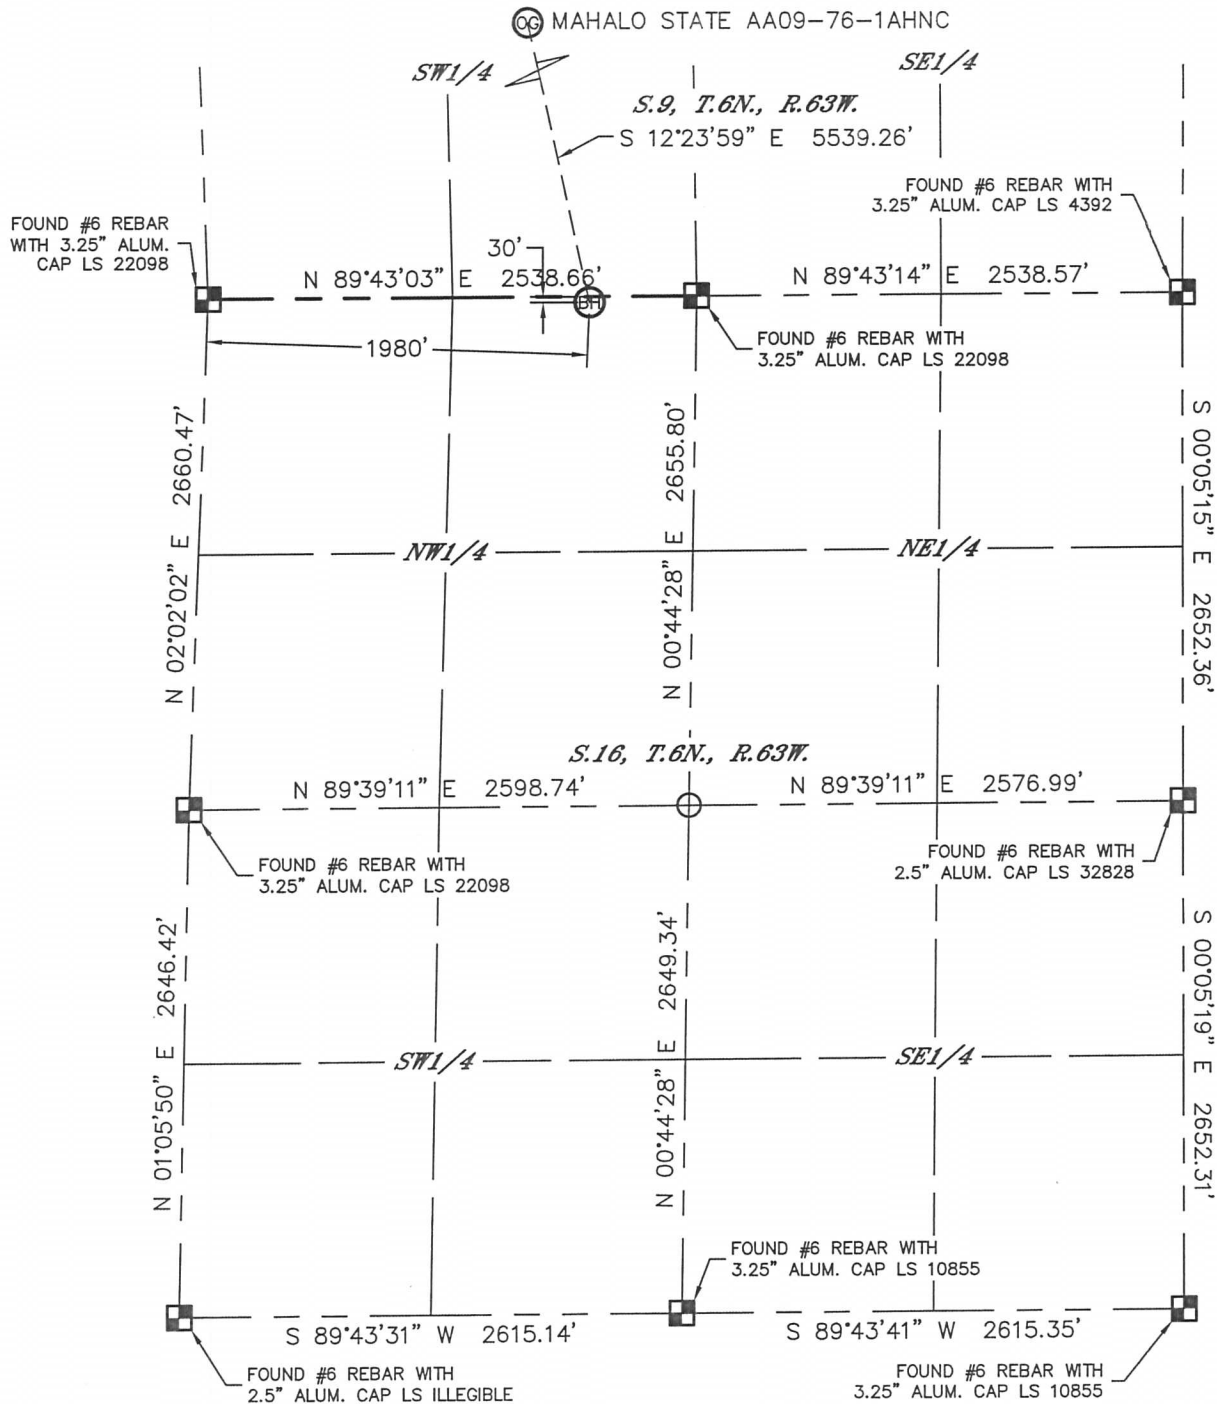 OG MAHALO STATE AA09-76-1AHNC
SW1/4
SE1/4
S.9, T.6N., R.63W.
S 12°23'59" E 5539.26'
FOUND #6 REBAR WITH
3.25" ALUM. CAP LS 4392
FOUND #6 REBAR
WITH 3.25" ALUM.
CAP LS 22098
30'
N 89°43'03" E 2538.66'
N 89°43'14" E 2538.57'
BH
FOUND #6 REBAR WITH
3.25" ALUM. CAP LS 22098
1980'
N 02°02'02" E 2660.47'
N 00°44'28" E 2655.80'
S 00°05'15" E 2652.36'
NW1/4
NE1/4
S.16, T.6N., R.63W.
N 89°39'11" E 2598.74'
N 89°39'11" E 2576.99'
FOUND #6 REBAR WITH
3.25" ALUM. CAP LS 22098
FOUND #6 REBAR WITH
2.5" ALUM. CAP LS 32828
N 01°05'50" E 2646.42'
N 00°44'28" E 2649.34'
S 00°05'19" E 2652.31'
SW1/4
SE1/4
FOUND #6 REBAR WITH
3.25" ALUM. CAP LS 10855
S 89°43'31" W 2615.14'
S 89°43'41" W 2615.35'
FOUND #6 REBAR WITH
2.5" ALUM. CAP LS ILLEGIBLE
FOUND #6 REBAR WITH
3.25" ALUM. CAP LS 10855